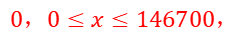 0，0 ≤ x ≤ 146700，